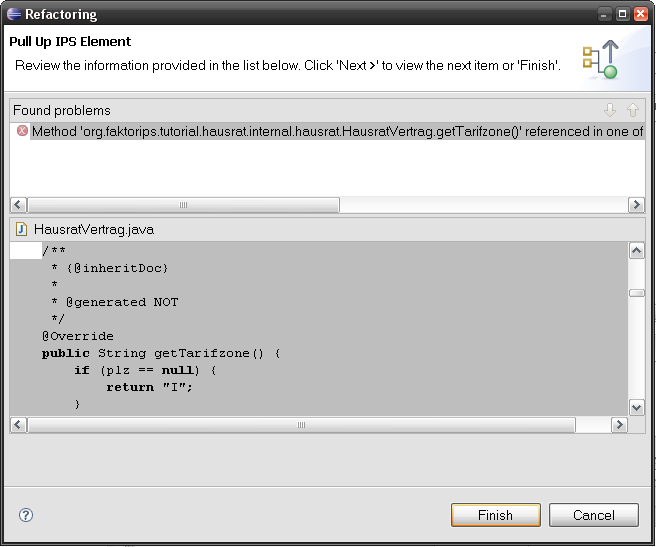 Refactoring
Pull Up IPS Element
Review the information provided in the list below. Click 'Next >' to view the next item or 'Finish'.
Found problems
Method 'org.faktorips.tutorial.hausrat.internal.hausrat.HausratVertrag.getTarifzone()' referenced in one of
HausratVertrag.java
/**
* {@inheritDoc}
*
* @generated NOT
*/
@Override
public String getTarifzone() {
if (plz == null) {
return "I";
}
Finish
Cancel